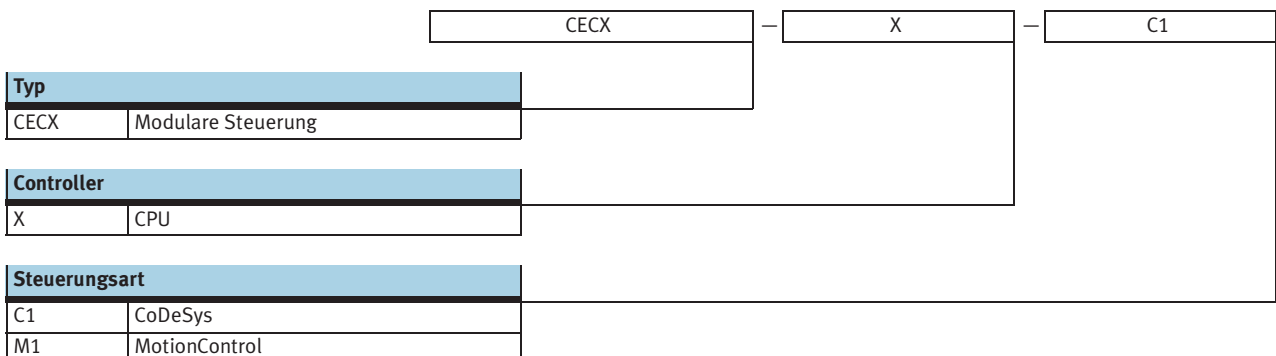 CECX — X — C1
Typ
CECX Modulare Steuerung
Controller
X CPU
Steuerungsart
C1 CoDeSys
M1 MotionControl